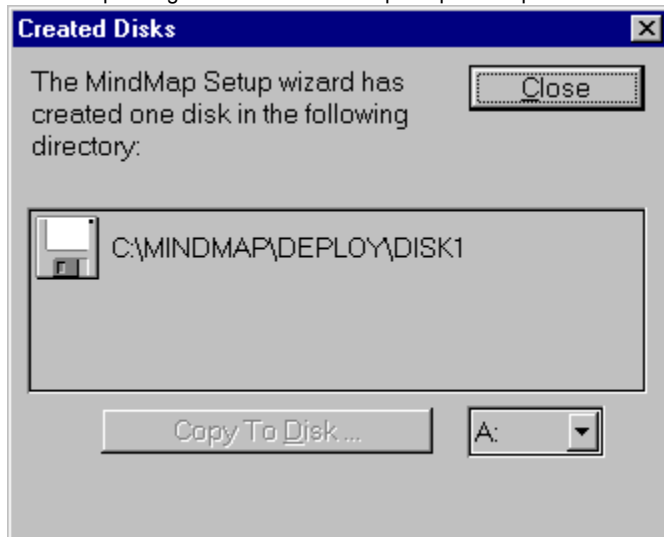 Created Disks
The MindMap Setup wizard has
created one disk in the following
directory:
Close
C:\MINDMAP\DEPLOY\DISK1
Copy To Disk ...
A: